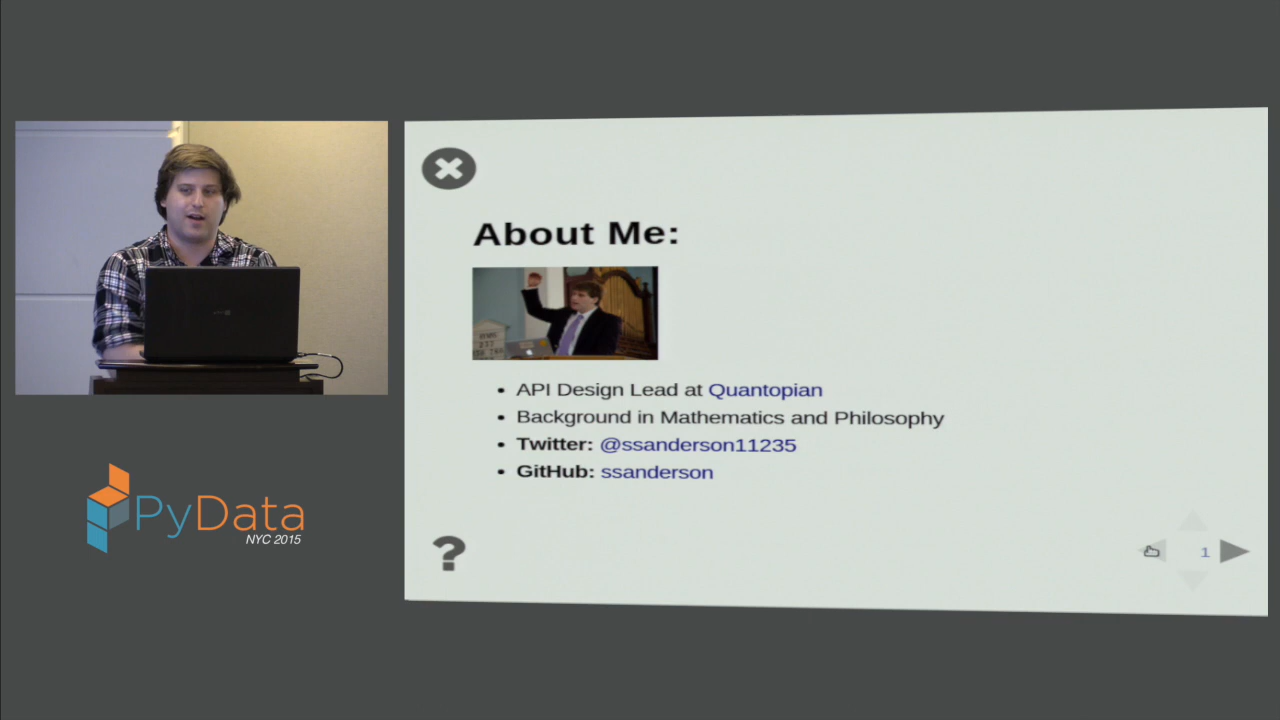 About Me:
API Design Lead at Quantopian
Background in Mathematics and Philosophy
Twitter: @ssanderson11235
GitHub: ssanderson
1
PyData
NYC 2015